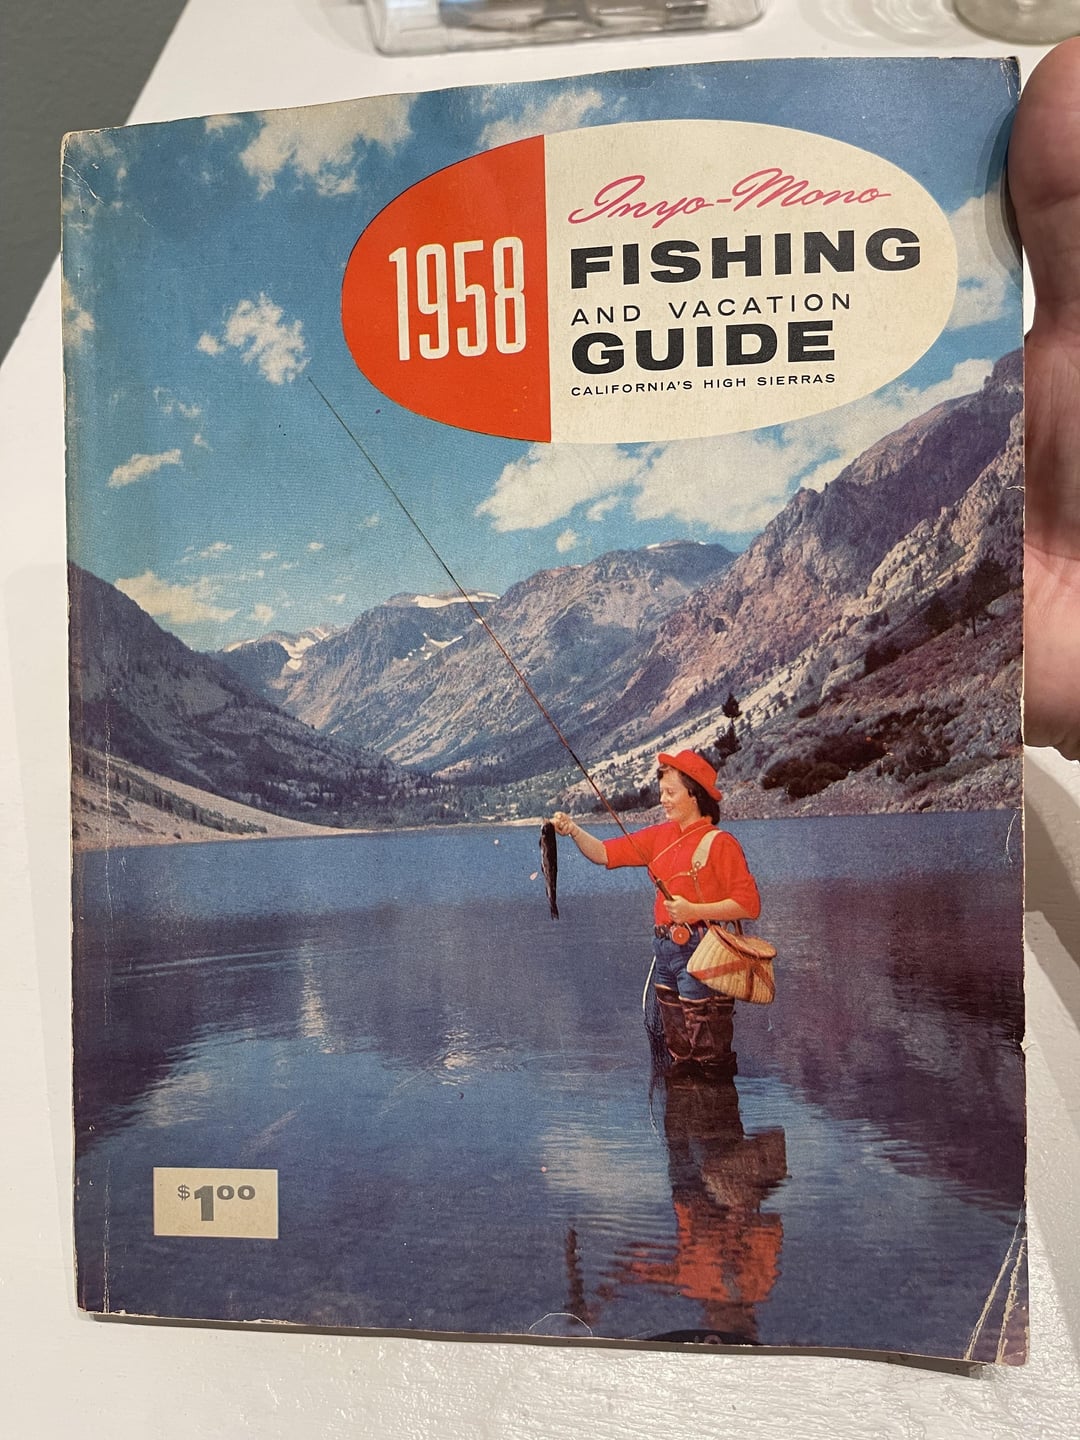 1958
Inyo-Mono
FISHING
AND VACATION
GUIDE
CALIFORNIA'S HIGH SIERRAS
$1.00